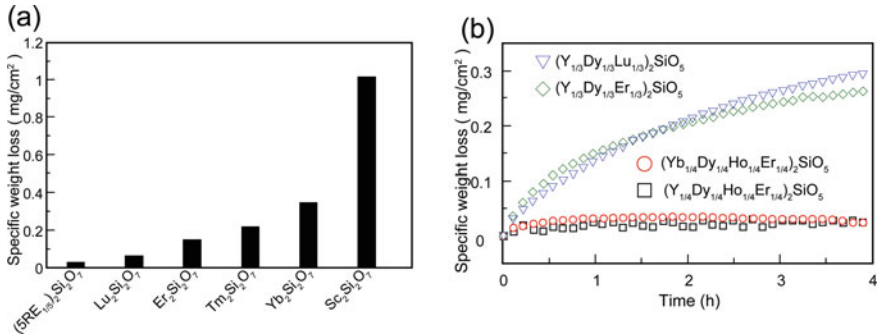 (a)
Specific weight loss ( mg/cm²)
1.2
1
0.8
0.6
0.4
0.2
0
(5RE₁/₅)₂Si₂O₇
Lu₂Si₂O₇
Er₂Si₂O₇
Tm₂Si₂O₇
Yb₂Si₂O₇
Sc₂Si₂O₇
(b)
Specific weight loss ( mg/cm²)
0.3
0.2
0.1
0
(Y₁/₃Dy₁/₃Lu₁/₃)₂SiO₅
(Y₁/₃Dy₁/₃Er₁/₃)₂SiO₅
(Yb₁/₄Dy₁/₄Ho₁/₄Er₁/₄)₂SiO₅
(Y₁/₄Dy₁/₄Ho₁/₄Er₁/₄)₂SiO₅
0 1 2 3 4
Time (h)